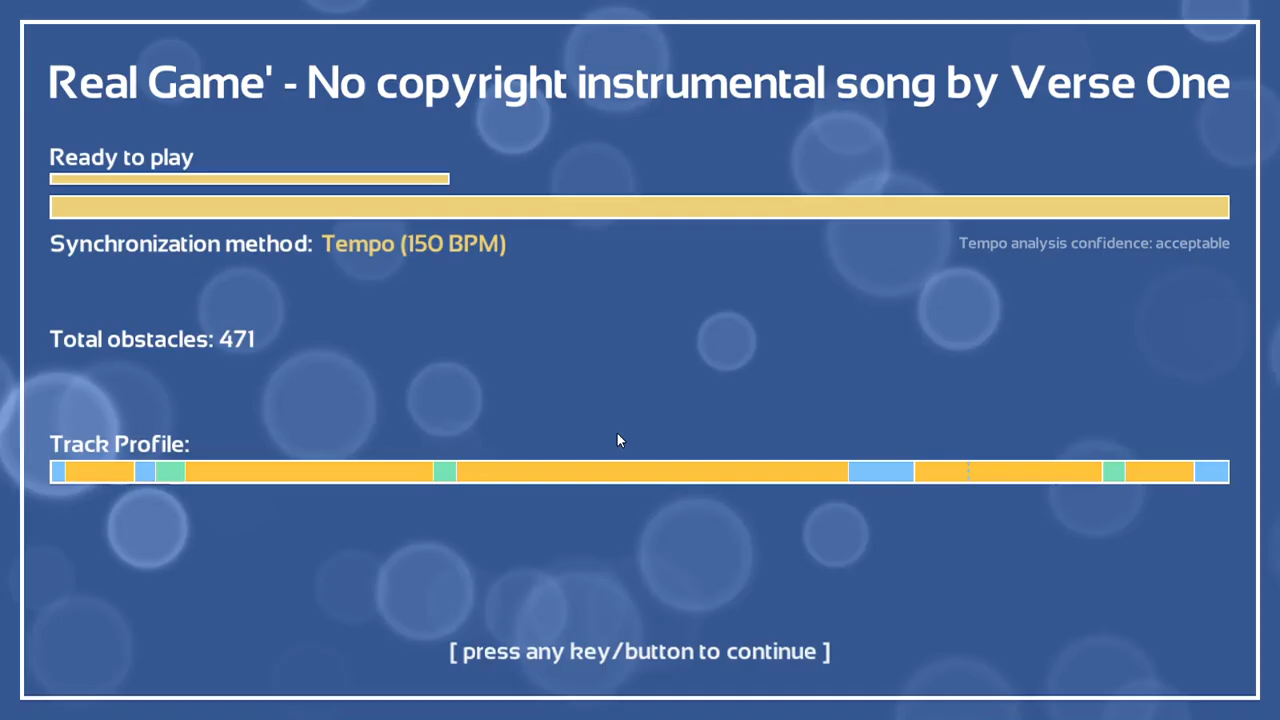 Real Game' - No copyright instrumental song by Verse One
Ready to play
Synchronization method: Tempo (150 BPM)
Tempo analysis confidence: acceptable
Total obstacles: 471
Track Profile:
[ press any key/button to continue ]